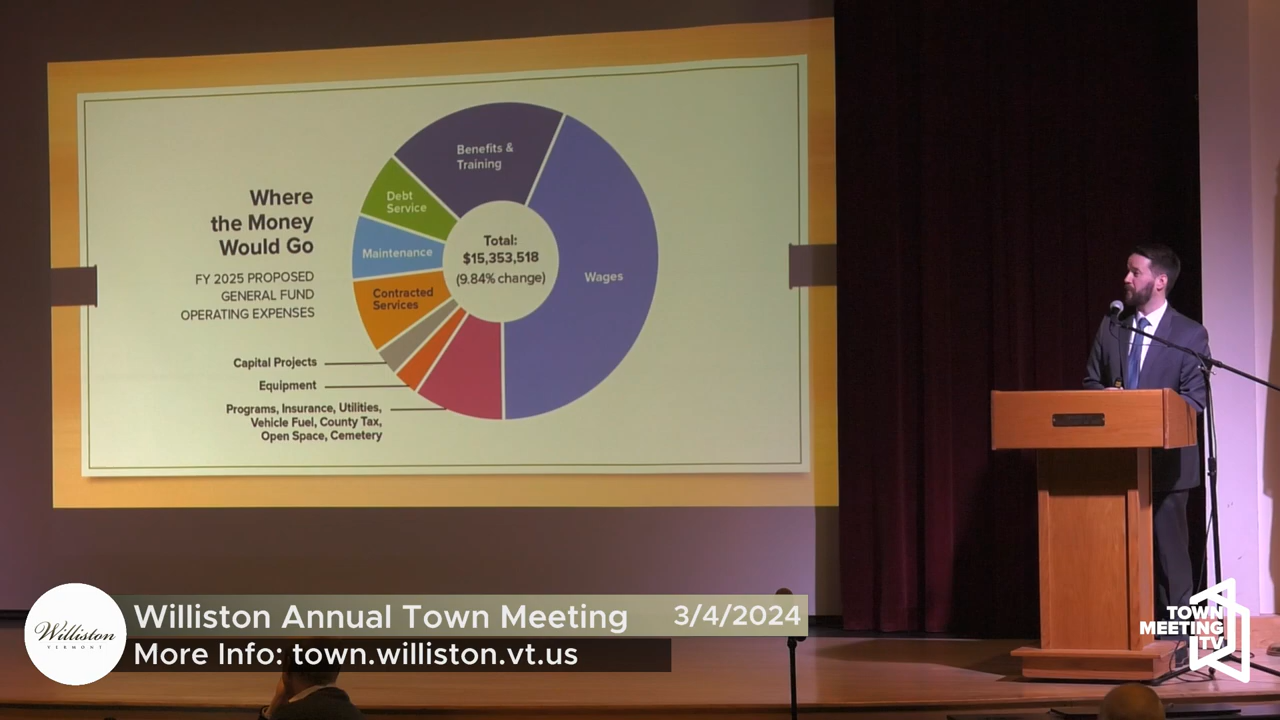 Where
the Money
Would Go
FY 2025 PROPOSED
GENERAL FUND
OPERATING EXPENSES
Benefits &
Training
Debt
Service
Maintenance
Contracted
Services
Total:
$15,353,518
(9.84% change)
Wages
Capital Projects
Equipment
Programs, Insurance, Utilities,
Vehicle Fuel, County Tax,
Open Space, Cemetery
Williston
VERMONT
Williston Annual Town Meeting 3/4/2024
More Info: town.williston.vt.us
TOWN
MEETING
TV